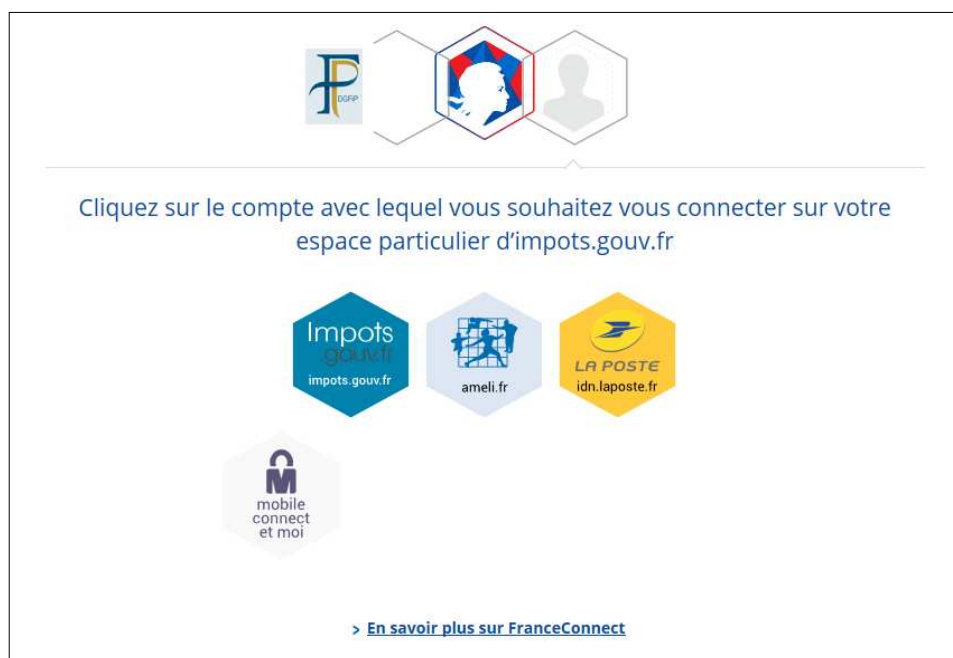 DGFiP
Cliquez sur le compte avec lequel vous souhaitez vous connecter sur votre
espace particulier d’impots.gouv.fr
Impots
.gouv.fr
impots.gouv.fr
ameli.fr
LA POSTE
idn.laposte.fr
M
mobile
connect
et moi
> En savoir plus sur FranceConnect